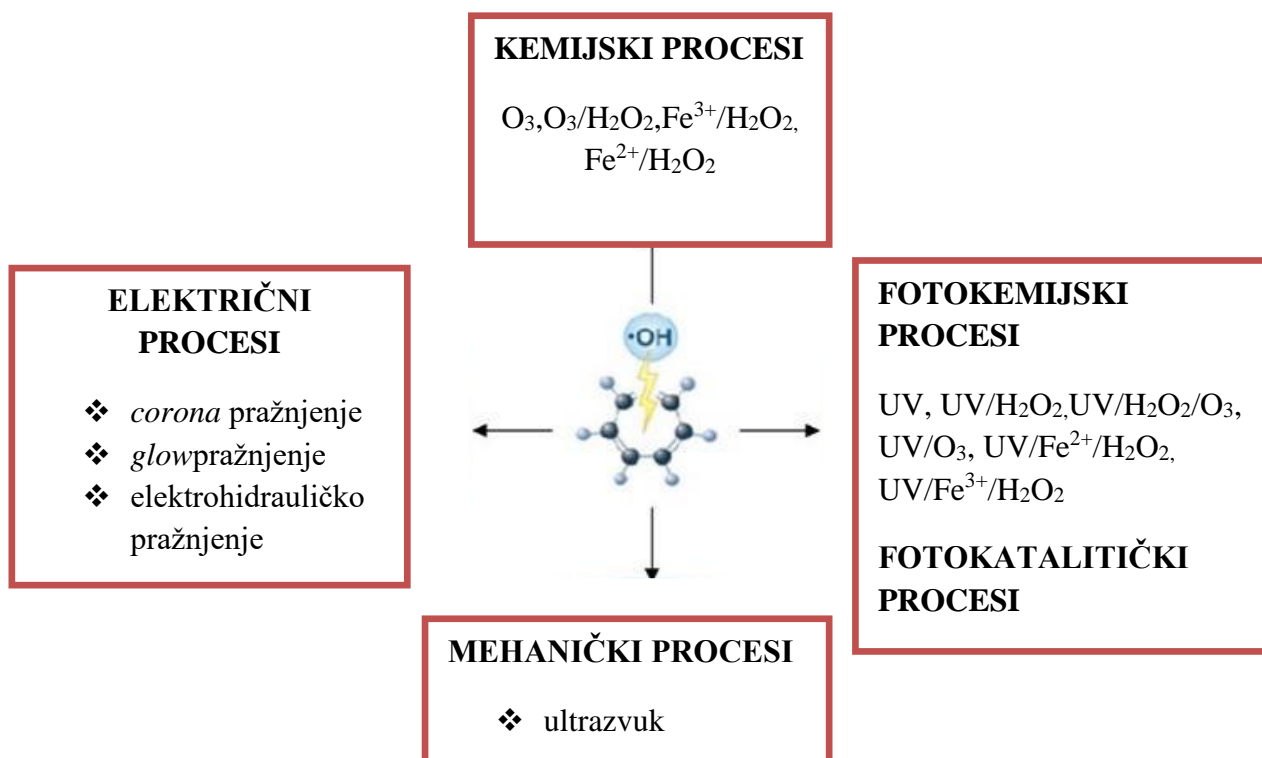 KEMIJSKI PROCESI
O₃,O₃/H₂O₂,Fe³⁺/H₂O₂,
Fe²⁺/H₂O₂
ELEKTRIČNI
PROCESI
❖ corona pražnjenje
❖ glowpražnjenje
❖ elektrohidrauličko
pražnjenje
•OH
FOTOKEMIJSKI
PROCESI
UV, UV/H₂O₂,UV/H₂O₂/O₃,
UV/O₃, UV/Fe²⁺/H₂O₂,
UV/Fe³⁺/H₂O₂
FOTOKATALITIČKI
PROCESI
MEHANIČKI PROCESI
❖ ultrazvuk